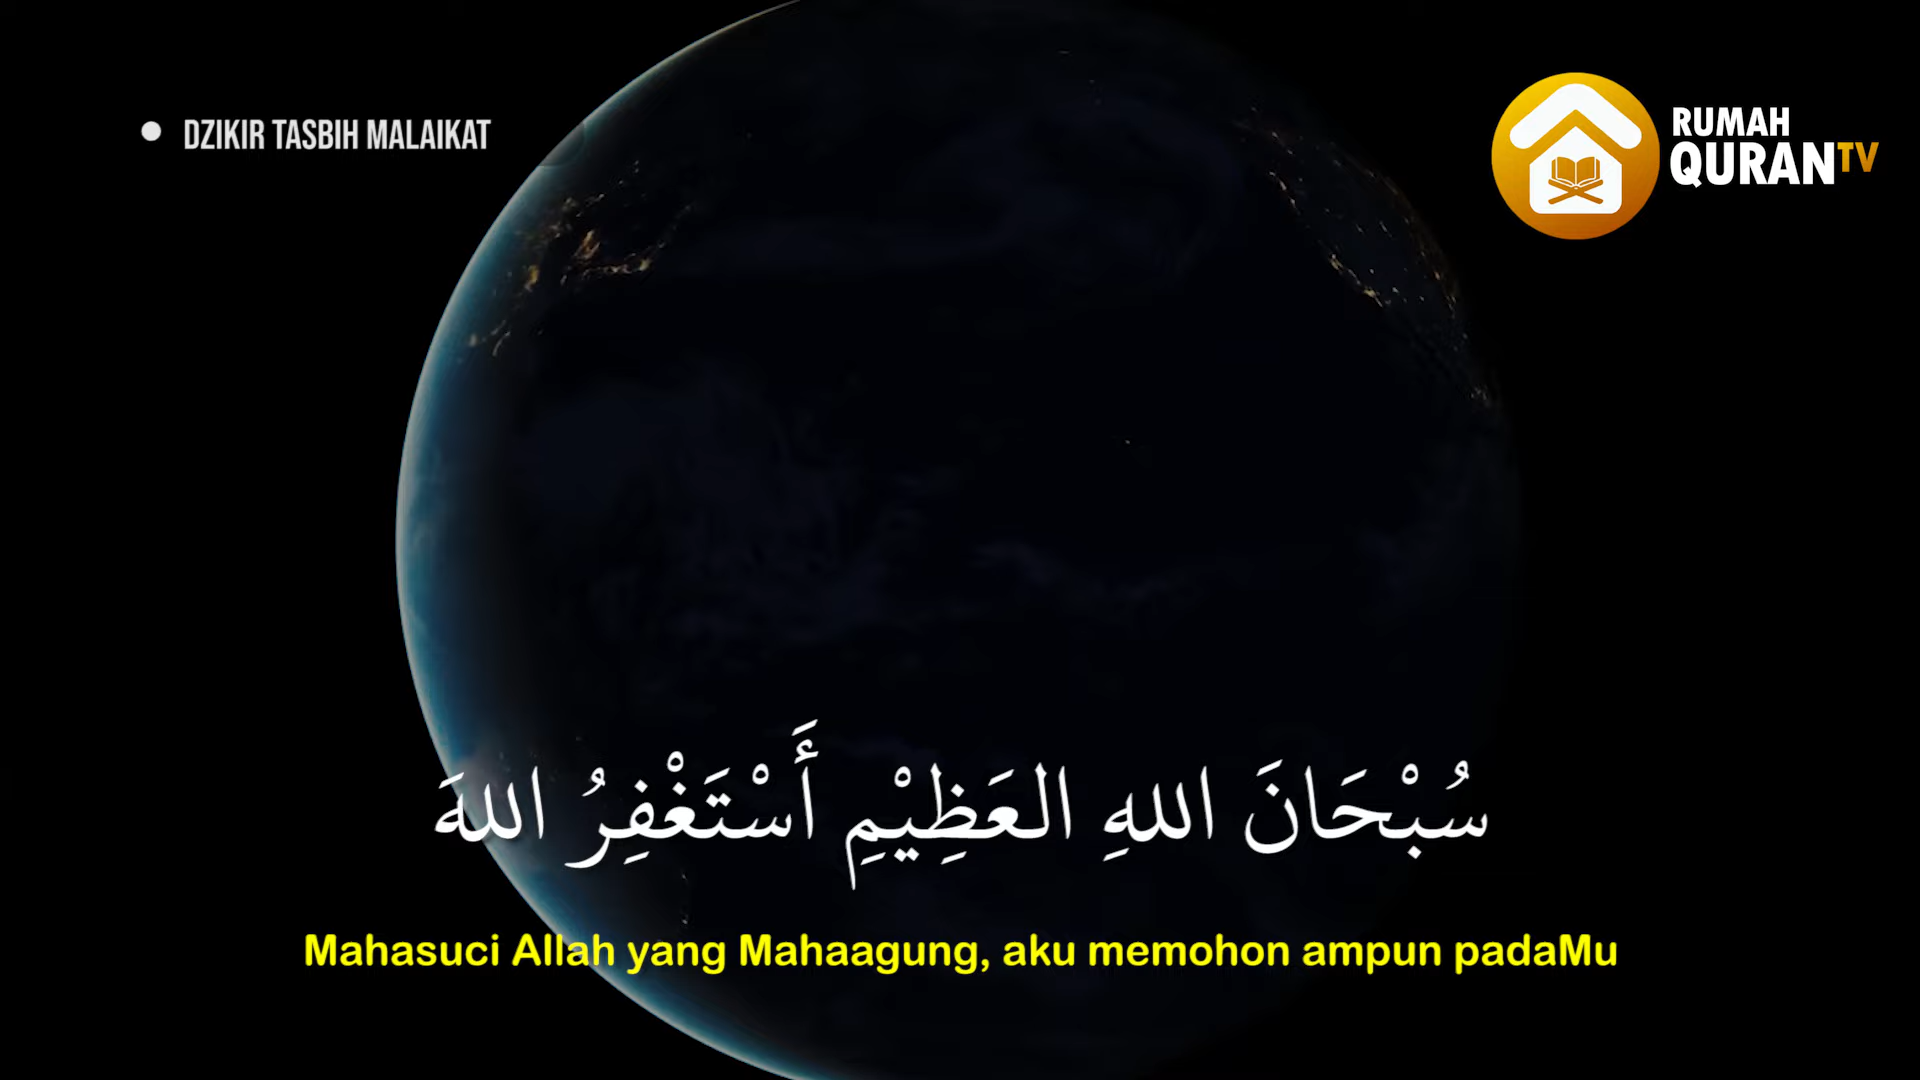 DZIKIR TASBIH MALAIKAT
RUMAH
QURANTV
سُبْحَانَ اللهِ العَظِيْمِ أَسْتَغْفِرُ اللهَ
Mahasuci Allah yang Mahaagung, aku memohon ampun padaMu